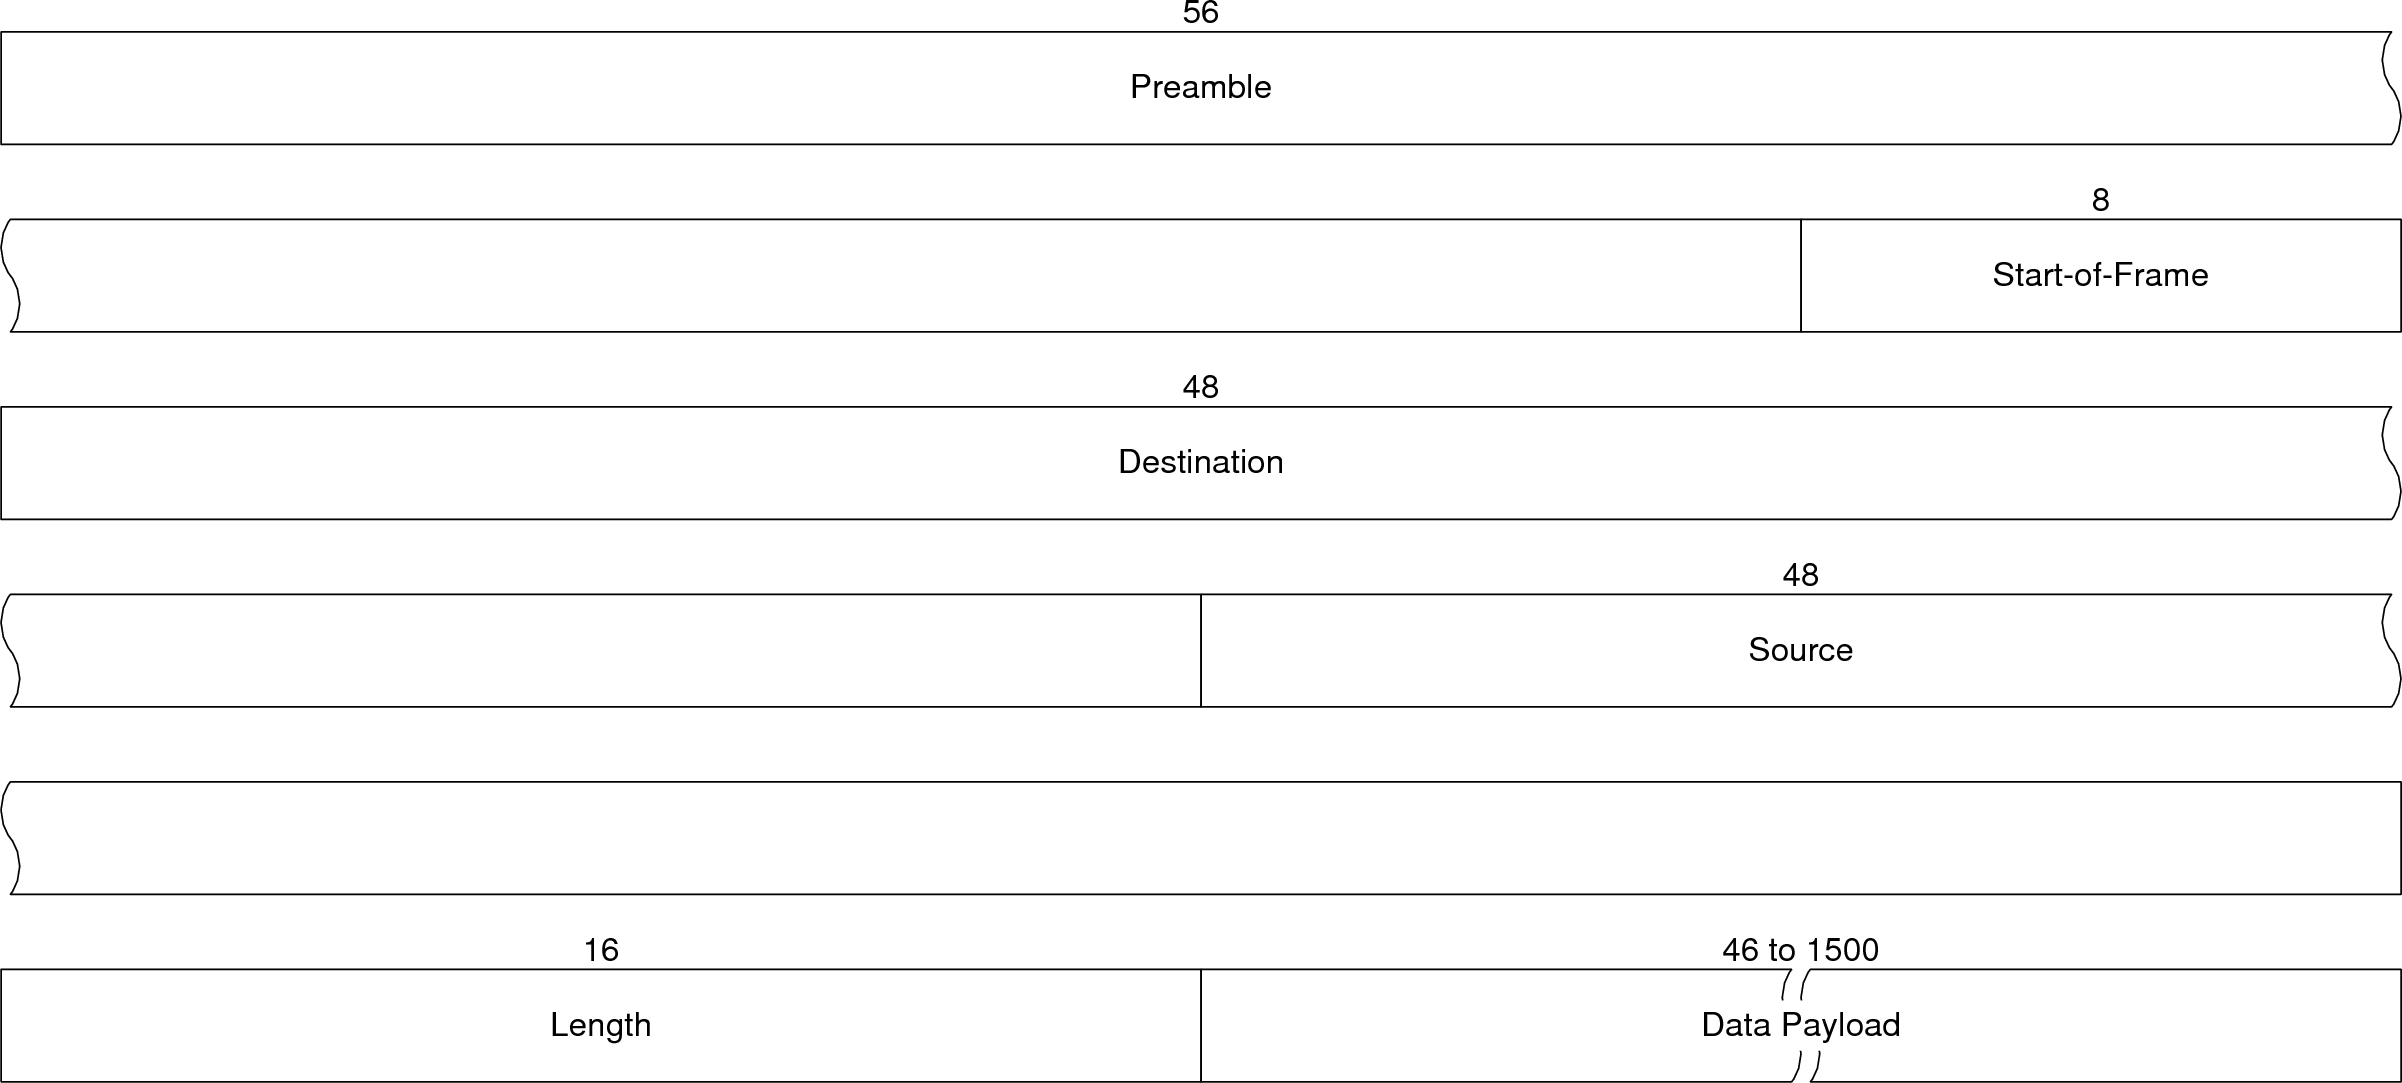 56
Preamble
8
Start-of-Frame
48
Destination
48
Source
16
46 to 1500
Length
Data Payload